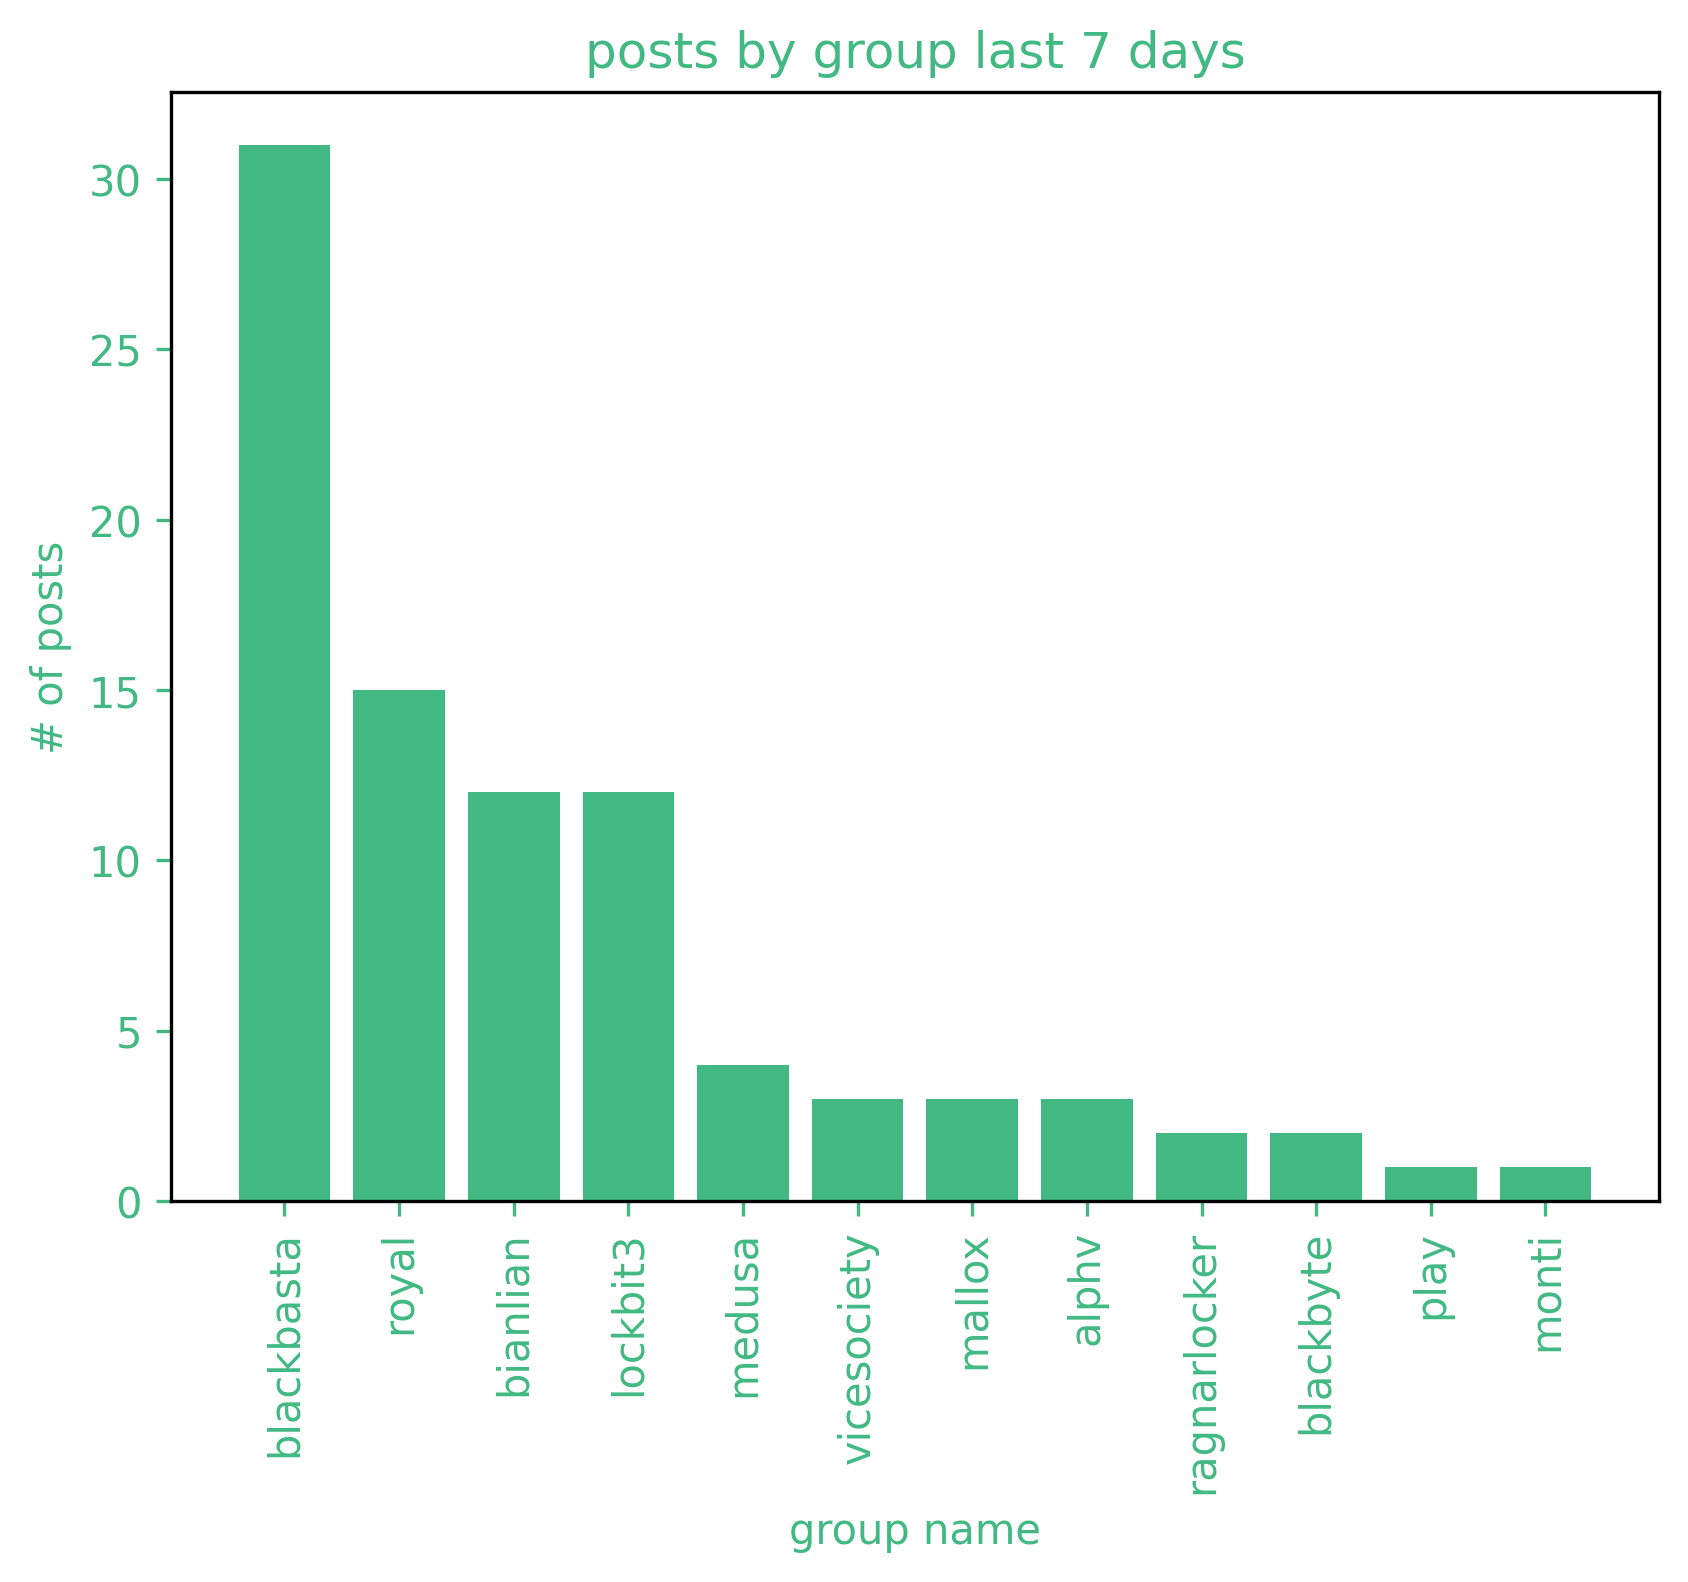 posts by group last 7 days
# of posts
30
25
20
15
10
5
0
blackbasta
royal
bianlian
lockbit3
medusa
vicesociety
mallox
alphv
ragnarlocker
blackbyte
play
monti
group name